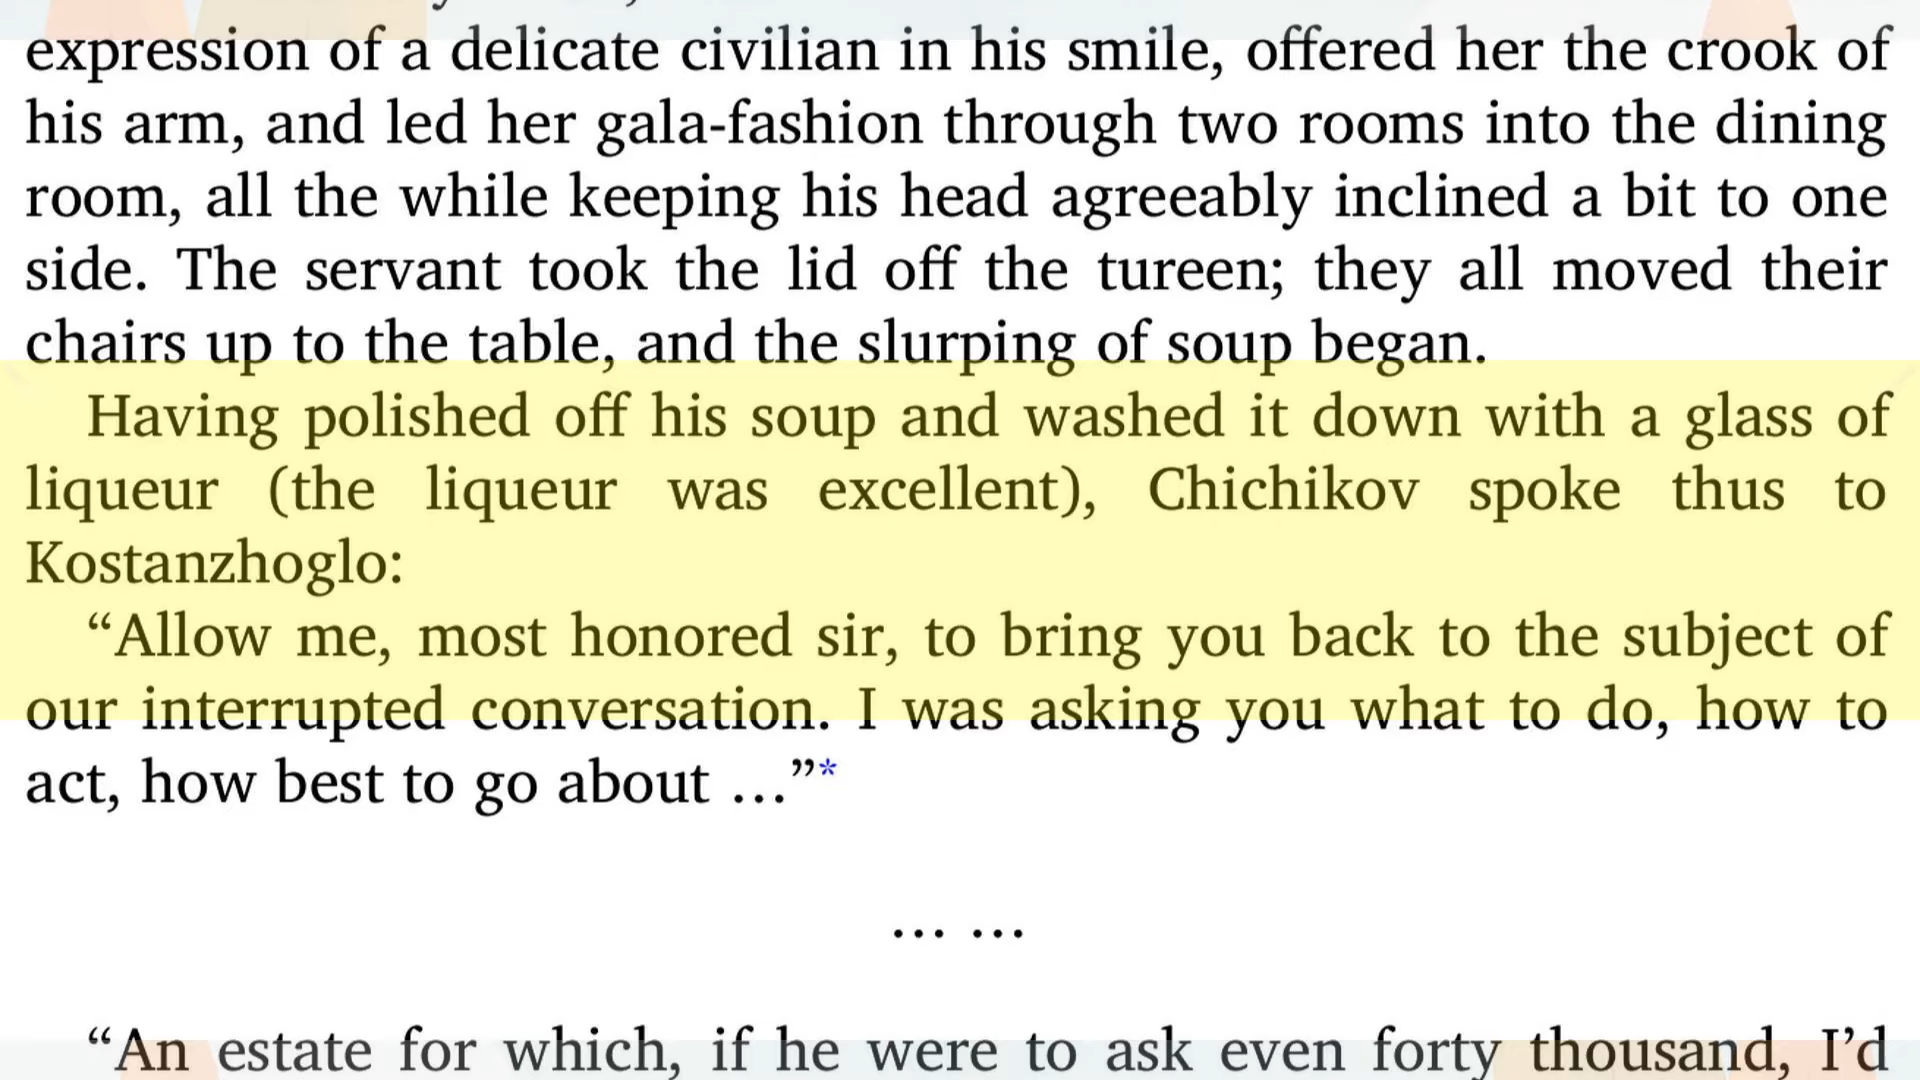 expression of a delicate civilian in his smile, offered her the crook of
his arm, and led her gala-fashion through two rooms into the dining
room, all the while keeping his head agreeably inclined a bit to one
side. The servant took the lid off the tureen; they all moved their
chairs up to the table, and the slurping of soup began.
Having polished off his soup and washed it down with a glass of
liqueur (the liqueur was excellent), Chichikov spoke thus to
Kostanzhoglo:
“Allow me, most honored sir, to bring you back to the subject of
our interrupted conversation. I was asking you what to do, how to
act, how best to go about …”*
… …
“An estate for which, if he were to ask even forty thousand, I’d